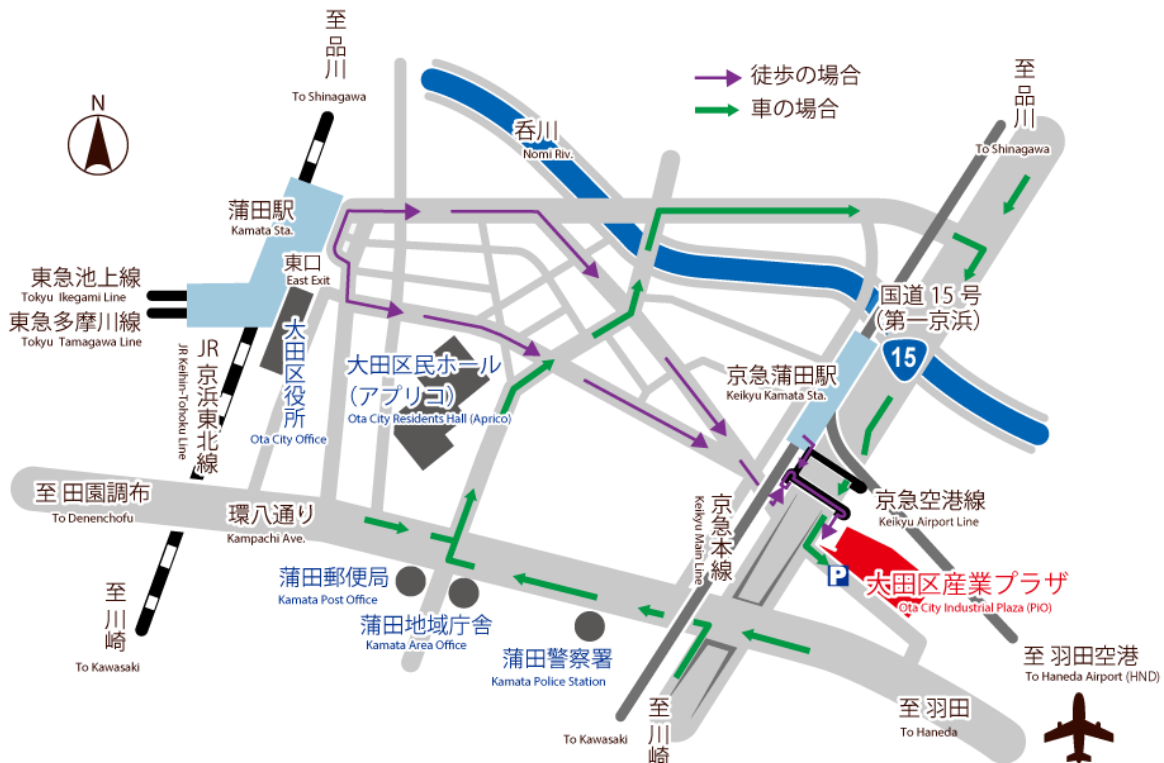 N
至品川
To Shinagawa
徒歩の場合
車の場合
至品川
To Shinagawa
呑川
Nomi Riv.
蒲田駅
Kamata Sta.
東口
East Exit
東急池上線
Tokyu Ikegami Line
東急多摩川線
Tokyu Tamagawa Line
国道 15 号
(第一京浜)
15
大田区役所
Ota City Office
大田区民ホール
(アプリコ)
Ota City Residents Hall (Aprico)
京急蒲田駅
Keikyu Kamata Sta.
JR 京浜東北線
JR Keihin-Tohoku Line
至 田園調布
To Denenchofu
環八通り
Kampachi Ave.
京急本線
Keikyu Main Line
京急空港線
Keikyu Airport Line
P
大田区産業プラザ
Ota City Industrial Plaza (PiO)
蒲田郵便局
Kamata Post Office
蒲田地域庁舎
Kamata Area Office
蒲田警察署
Kamata Police Station
至川崎
To Kawasaki
至川崎
To Kawasaki
至 羽田
To Haneda
至 羽田空港
To Haneda Airport (HND)